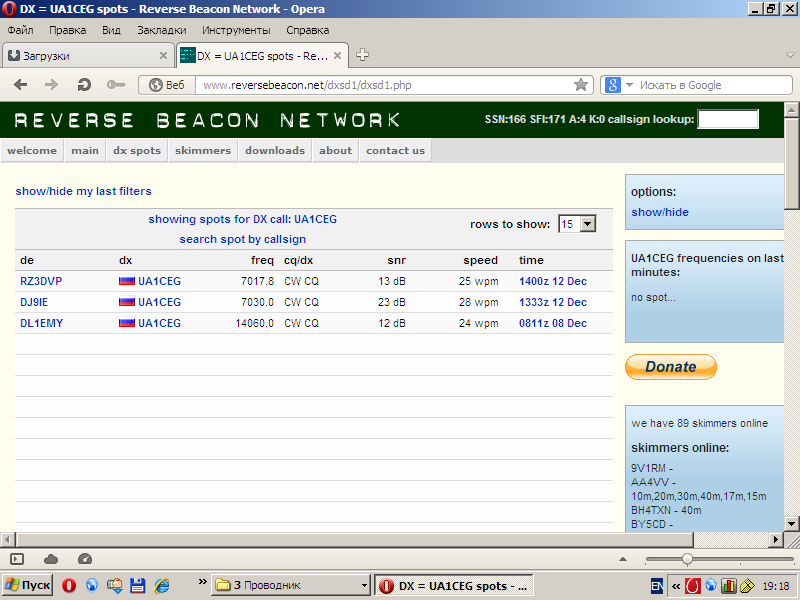 DX = UA1CEG spots - Reverse Beacon Network - Opera
Файл Правка Вид Закладки Инструменты Справка
Загрузки DX = UA1CEG spots - Re...
Веб www.reversebeacon.net/dxsd1/dxsd1.php Искать в Google
REVERSE BEACON NETWORK SSN:166 SFI:171 A:4 K:0 callsign lookup:
welcome main dx spots skimmers downloads about contact us
show/hide my last filters
showing spots for DX call: UA1CEG
search spot by callsign
rows to show: 15
de dx freq cq/dx snr speed time
RZ3DVP UA1CEG 7017.8 CW CQ 13 dB 25 wpm 1400z 12 Dec
DJ9IE UA1CEG 7030.0 CW CQ 23 dB 28 wpm 1333z 12 Dec
DL1EMY UA1CEG 14060.0 CW CQ 12 dB 24 wpm 0811z 08 Dec
options:
show/hide
UA1CEG frequencies on last
minutes:
no spot...
Donate
we have 89 skimmers online
skimmers online:
9V1RM -
AA4VV -
10m,20m,30m,40m,17m,15m
BH4TXN - 40m
BY5CD -
Пуск » 3 Проводник DX = UA1CEG spots - ... EN « 19:18